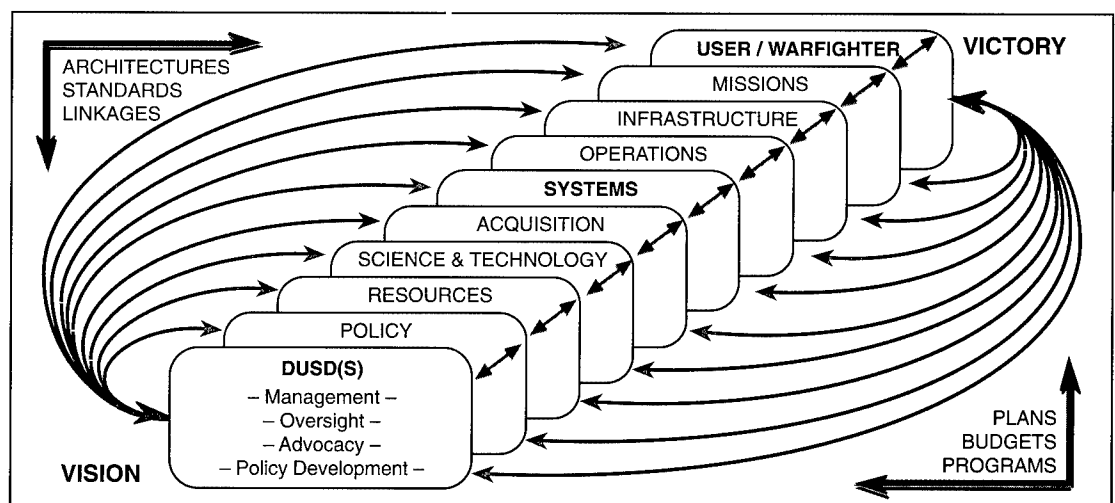 USER / WARFIGHTER
VICTORY
ARCHITECTURES
STANDARDS
LINKAGES
MISSIONS
INFRASTRUCTURE
OPERATIONS
SYSTEMS
ACQUISITION
SCIENCE & TECHNOLOGY
RESOURCES
POLICY
DUSD(S)
– Management –
– Oversight –
– Advocacy –
– Policy Development –
VISION
PLANS
BUDGETS
PROGRAMS